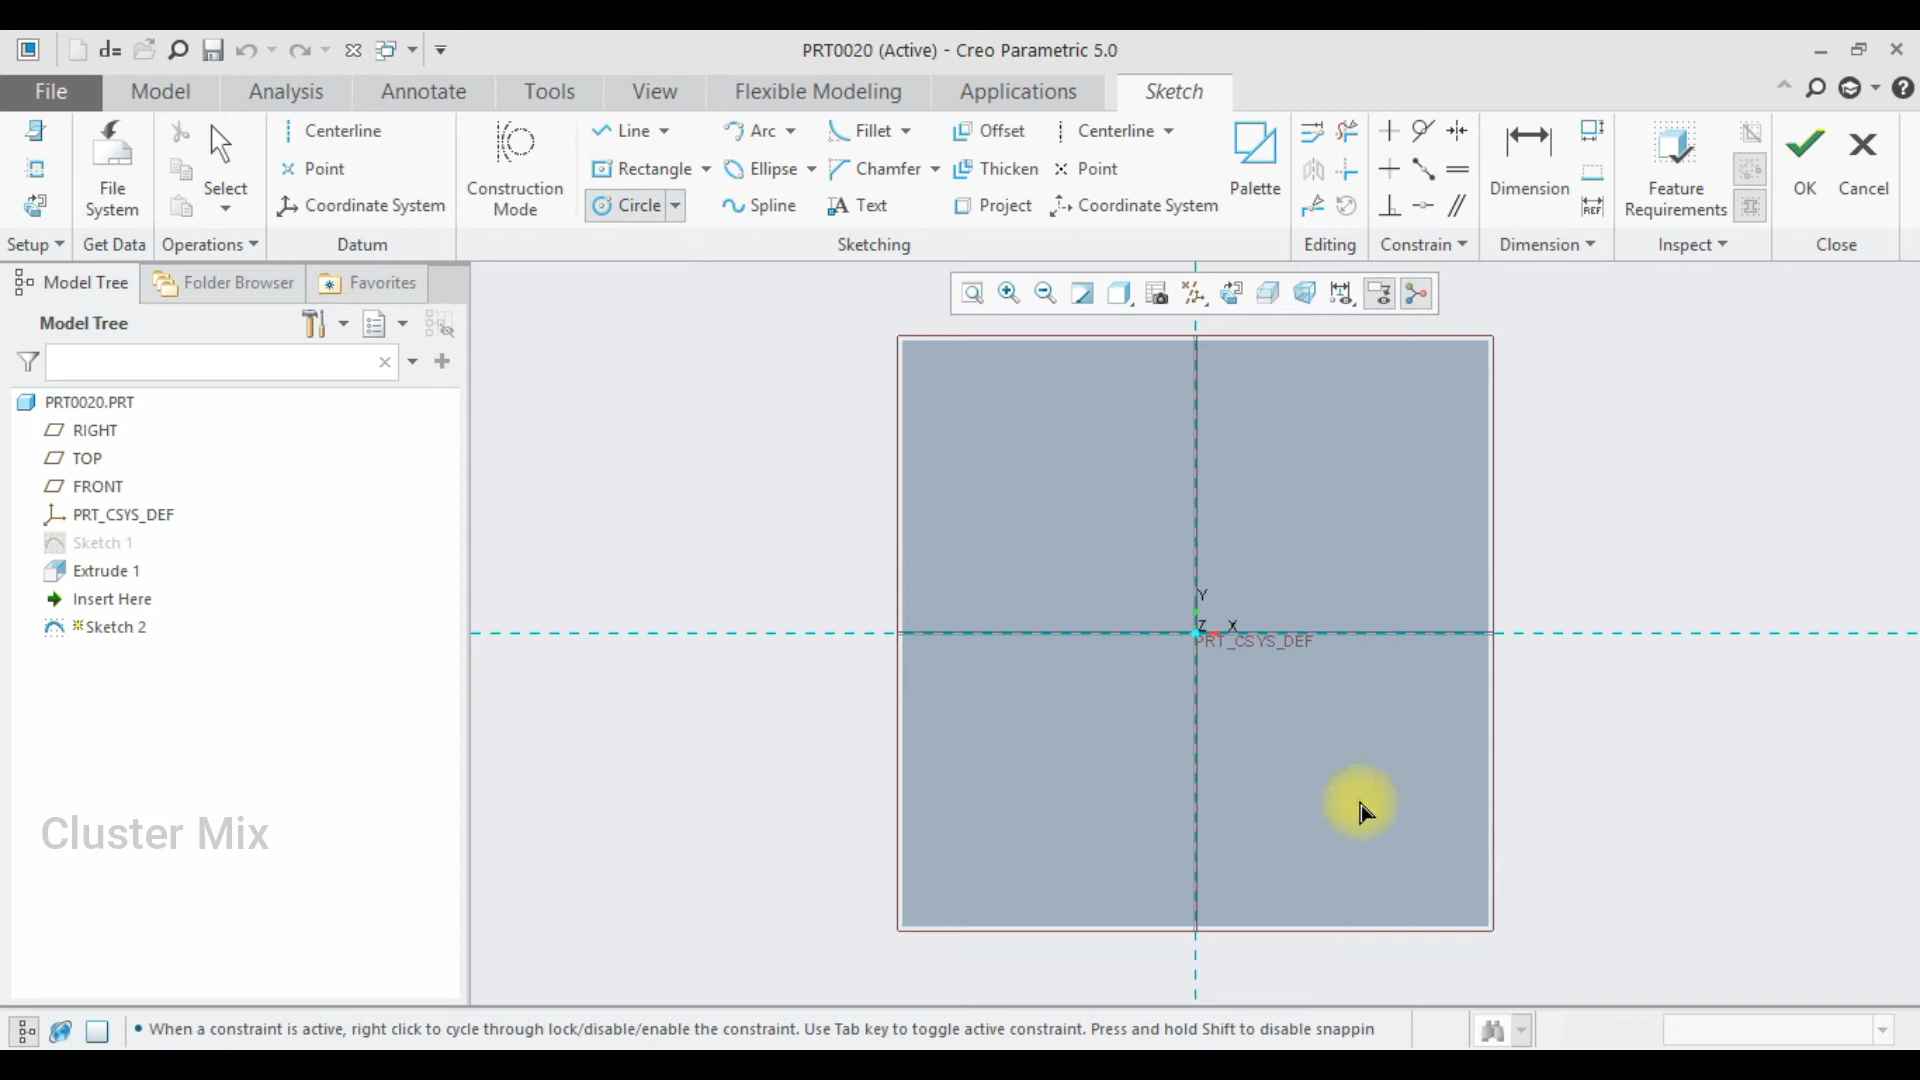 d=
PRT0020 (Active) - Creo Parametric 5.0
File Model Analysis Annotate Tools View Flexible Modeling Applications Sketch
Centerline
Point
Coordinate System
File
System
Select
Construction
Mode
Line Arc Fillet Offset Centerline
Rectangle Ellipse Chamfer Thicken Point
Circle Spline Text Project Coordinate System
Palette
Dimension
REF
Feature
Requirements
OK Cancel
Setup Get Data Operations Datum Sketching Editing Constrain Dimension Inspect Close
Model Tree Folder Browser Favorites
Model Tree
PRT0020.PRT
RIGHT
TOP
FRONT
PRT_CSYS_DEF
Sketch 1
Extrude 1
Insert Here
Sketch 2
Y
Z X
PRT_CSYS_DEF
Cluster Mix
• When a constraint is active, right click to cycle through lock/disable/enable the constraint. Use Tab key to toggle active constraint. Press and hold Shift to disable snappin